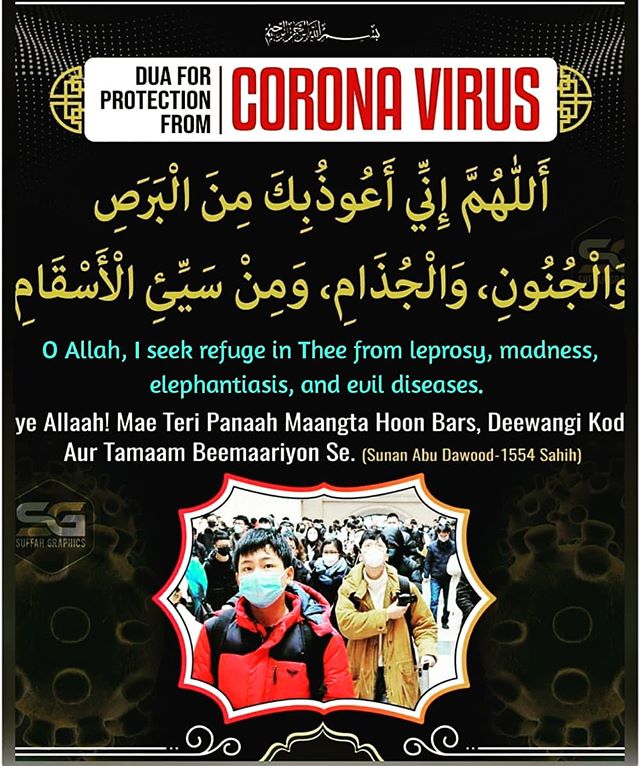 بسم الله الرحمن الرحيم
DUA FOR
PROTECTION
FROM
CORONA VIRUS
أَللّٰهُمَّ إِنِّي أَعُوذُبِكَ مِنَ الْبَرَصِ
وَالْجُنُونِ، وَالْجُذَامِ، وَمِنْ سَيِّئِ الْأَسْقَامِ
O Allah, I seek refuge in Thee from leprosy, madness,
elephantiasis, and evil diseases.
ye Allaah! Mae Teri Panaah Maangta Hoon Bars, Deewangi Kod
Aur Tamaam Beemaariyon Se. (Sunan Abu Dawood-1554 Sahih)
SG
SUFFAH GRAPHICS